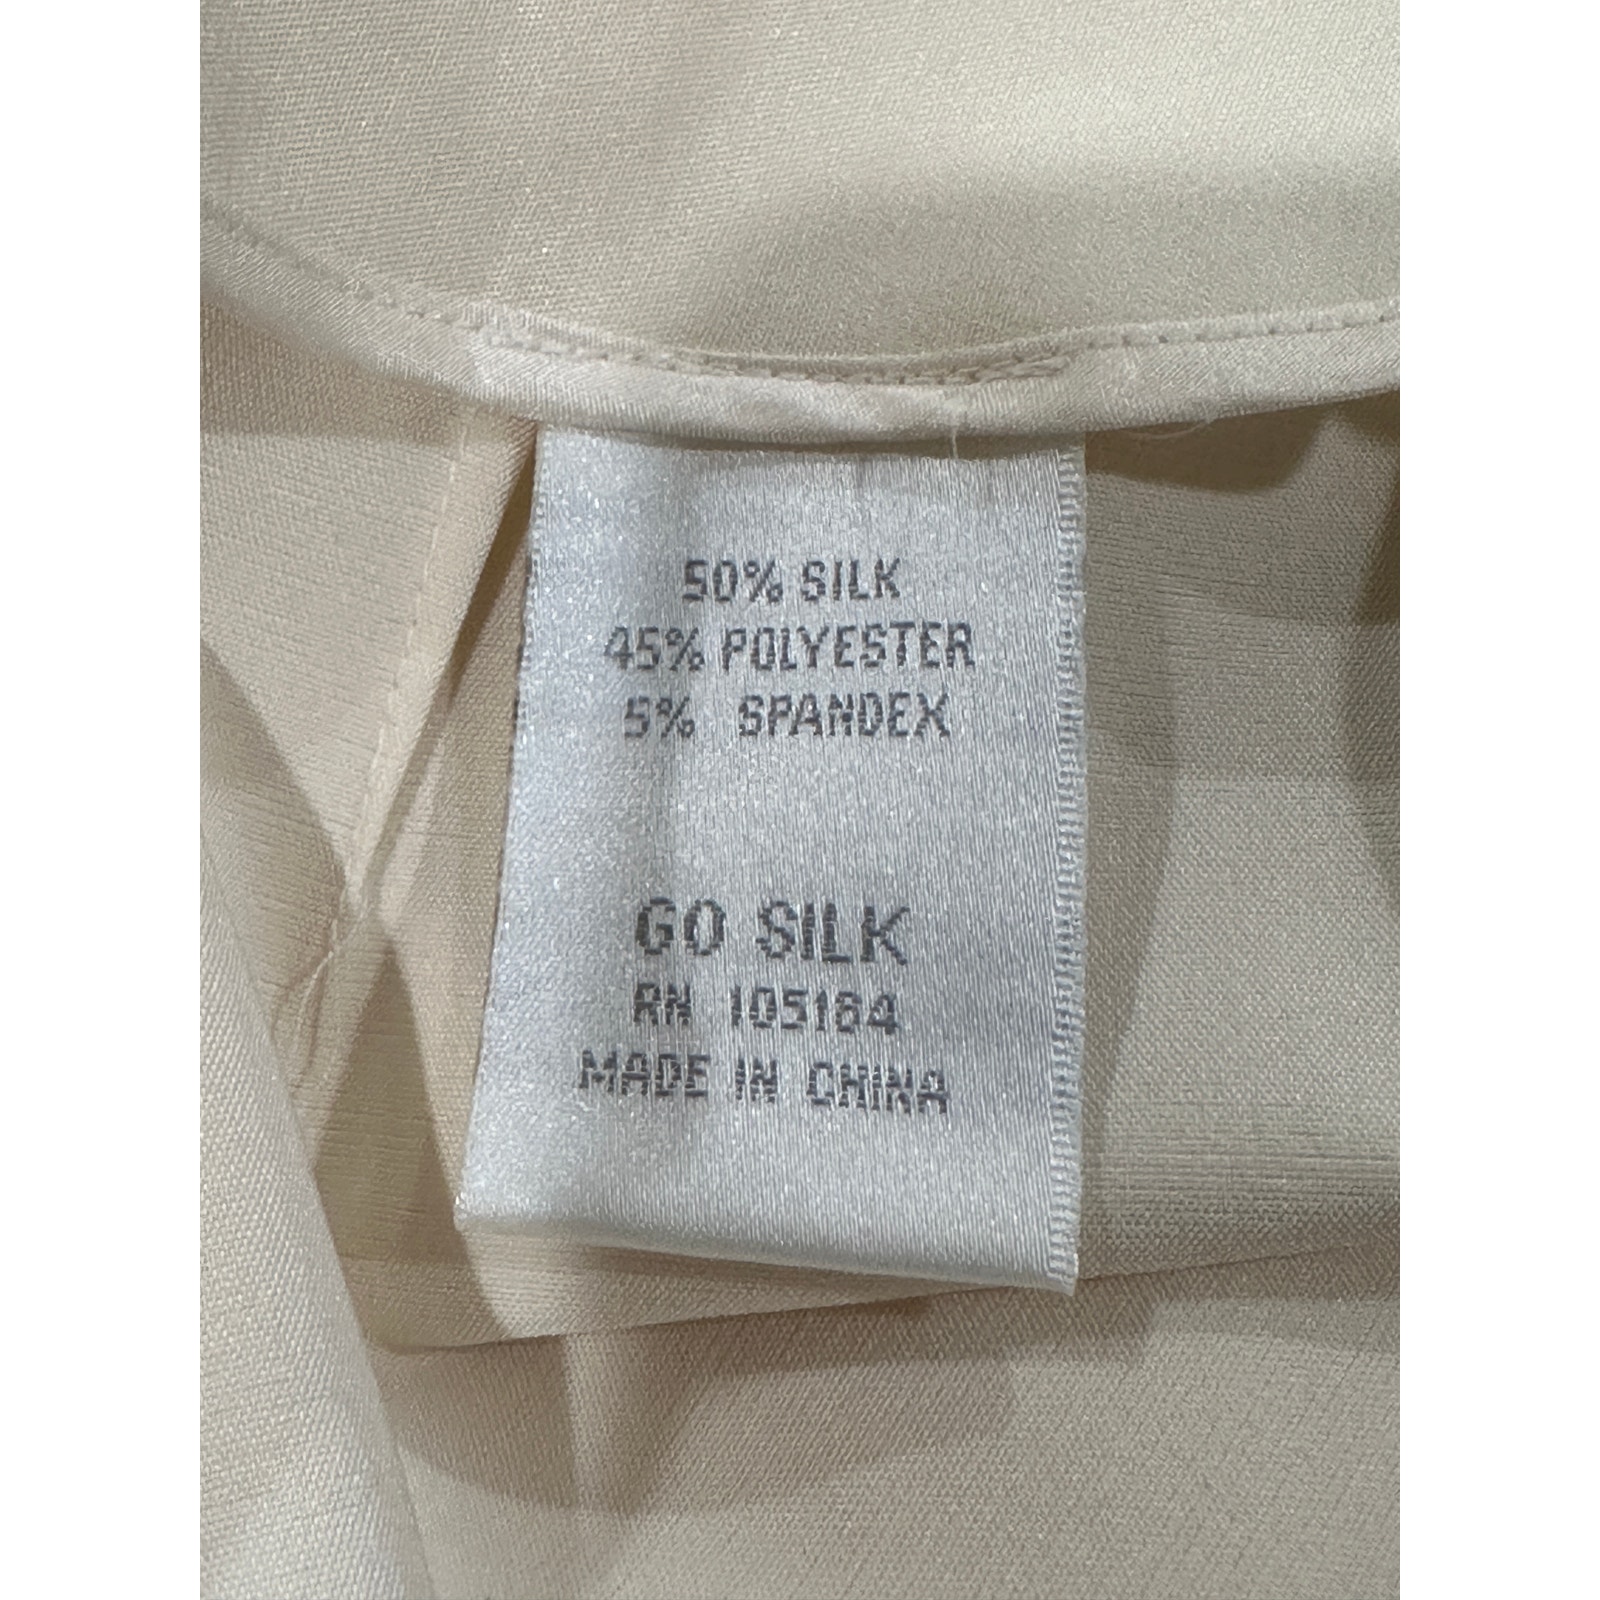 50% SILK
45% POLYESTER
5% SPANDEX
GO SILK
RN 105164
MADE IN CHINA